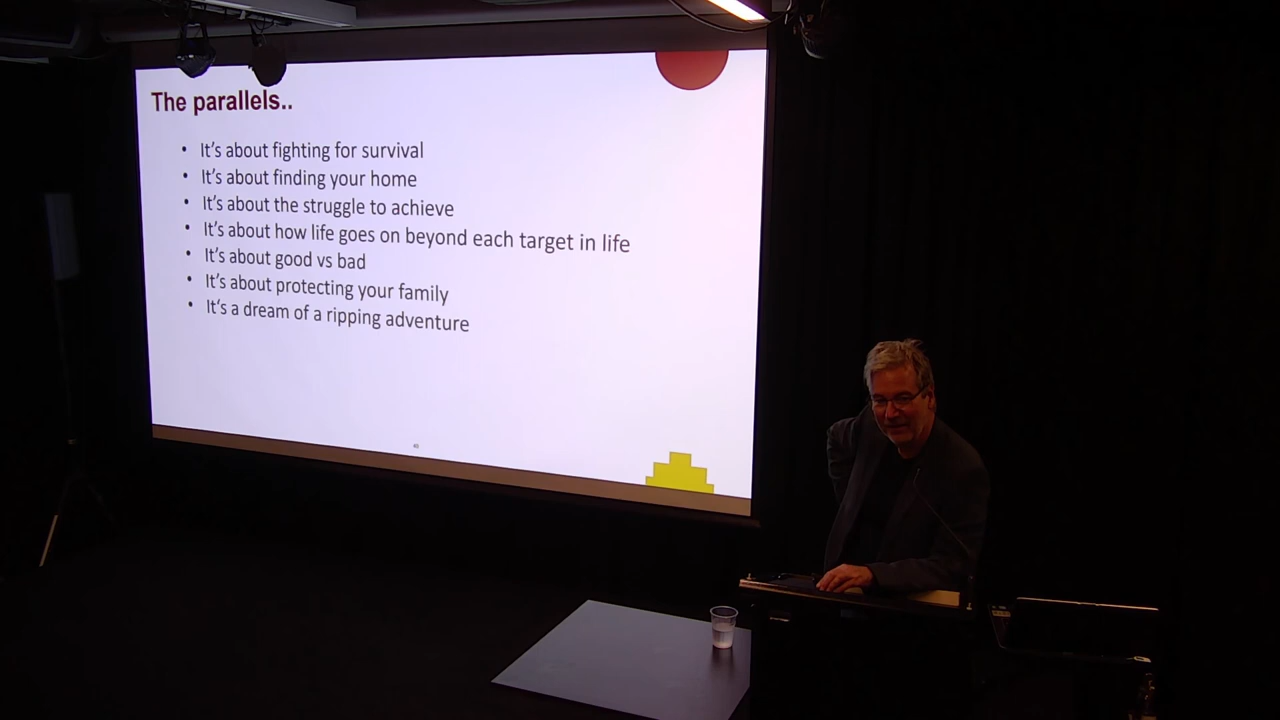 The parallels..
• It's about fighting for survival
• It's about finding your home
• It's about the struggle to achieve
• It's about how life goes on beyond each target in life
• It's about good vs bad
• It's about protecting your family
• It‘s a dream of a ripping adventure